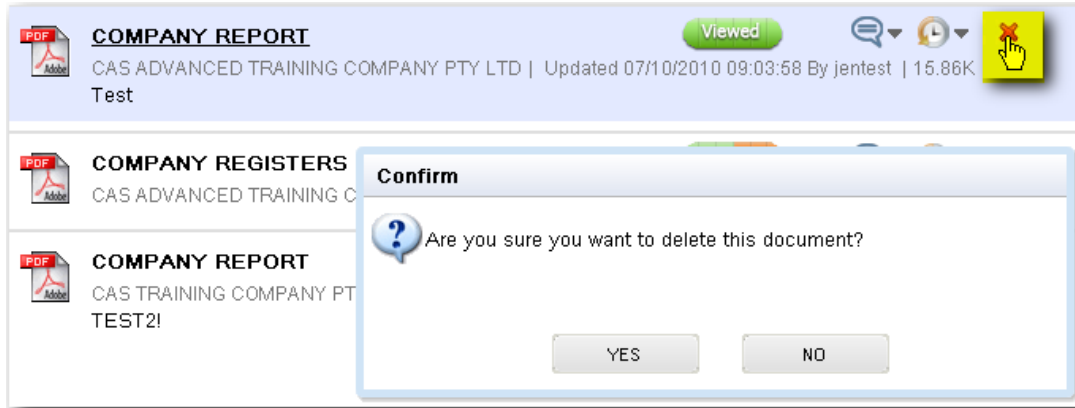 PDF
Adobe
COMPANY REPORT
Viewed
CAS ADVANCED TRAINING COMPANY PTY LTD | Updated 07/10/2010 09:03:58 By jentest | 15.86K
Test
PDF
Adobe
COMPANY REGISTERS
CAS ADVANCED TRAINING C
PDF
Adobe
COMPANY REPORT
CAS TRAINING COMPANY PT
TEST2!
Confirm
Are you sure you want to delete this document?
YES
NO